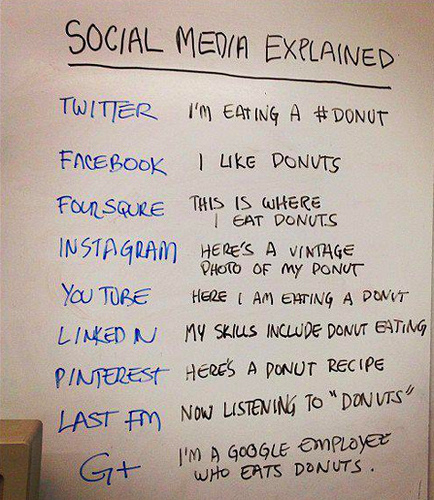 SOCIAL MEDIA EXPLAINED
TWITTER I'M EATING A #DONUT
FACEBOOK I LIKE DONUTS
FOURSQURE THIS IS WHERE
I EAT DONUTS
INSTAGRAM HERE'S A VINTAGE
PHOTO OF MY DONUT
YOU TUBE HERE I AM EATING A DONUT
LINKEDIN MY SKILLS INCLUDE DONUT EATING
PINTEREST HERE'S A DONUT RECIPE
LAST FM NOW LISTENING TO "DONUTS"
G+ I'M A GOOGLE EMPLOYEE
WHO EATS DONUTS.